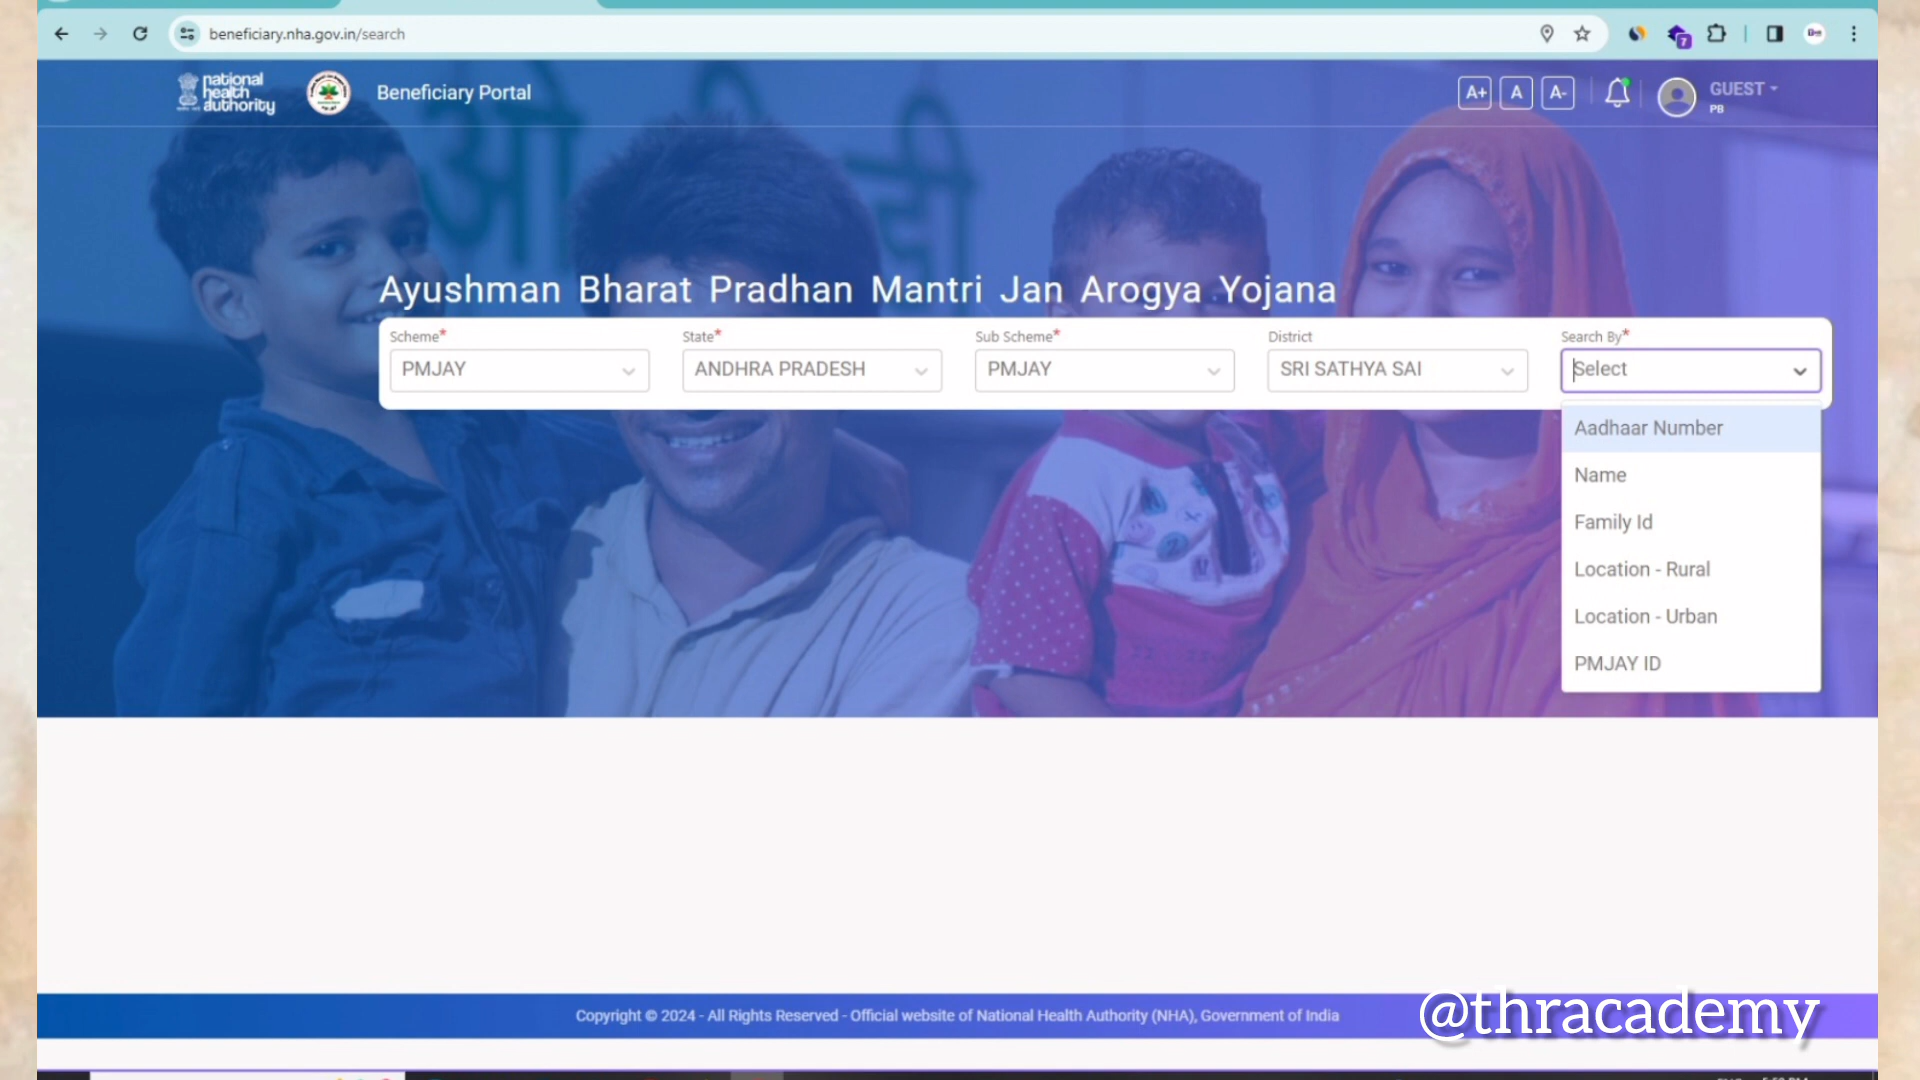 beneficiary.nha.gov.in/search
7
national
health
authority
Beneficiary Portal
A+ A A-
GUEST
PB
ओ
दी
Ayushman Bharat Pradhan Mantri Jan Arogya Yojana
Scheme* State* Sub Scheme* District Search By*
PMJAY ANDHRA PRADESH PMJAY SRI SATHYA SAI Select
Aadhaar Number
Name
Family Id
Location - Rural
Location - Urban
PMJAY ID
Copyright © 2024 - All Rights Reserved - Official website of National Health Authority (NHA), Government of India
@thracademy